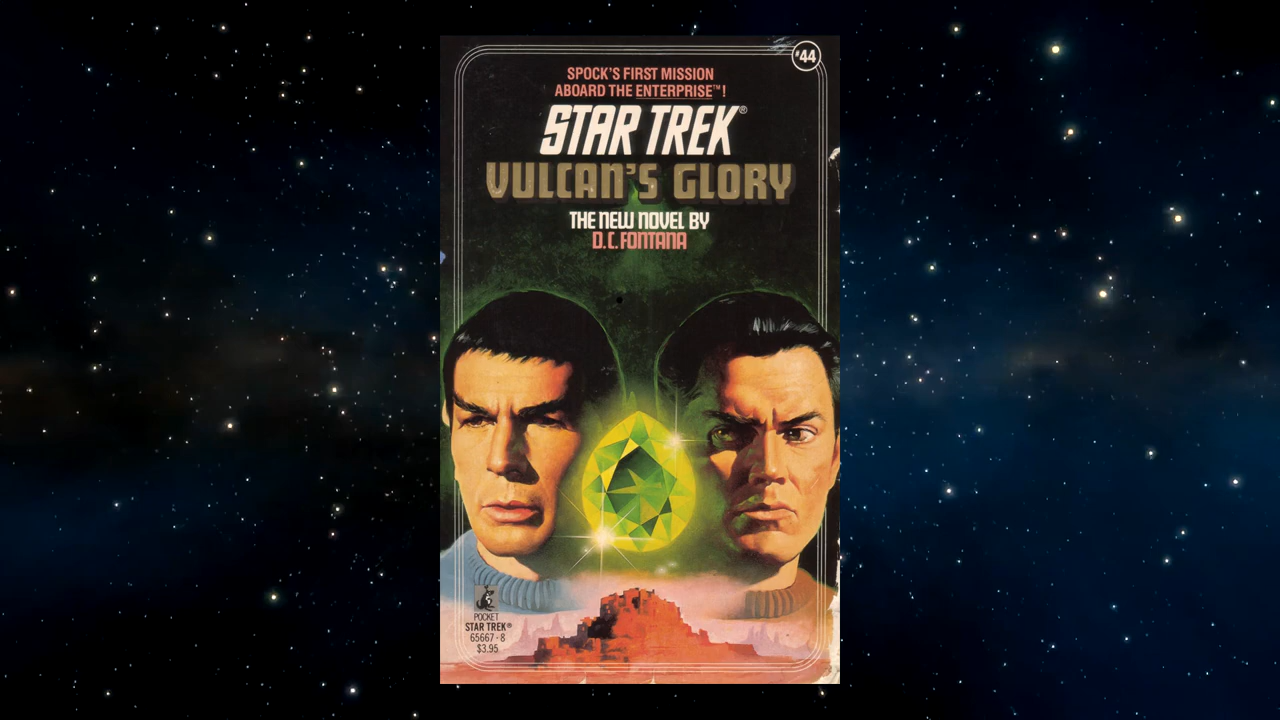 #44
SPOCK'S FIRST MISSION
ABOARD THE ENTERPRISE™!
STAR TREK®
VULCAN'S GLORY
THE NEW NOVEL BY
D.C. FONTANA
POCKET
STAR TREK®
65667·8
$3.95